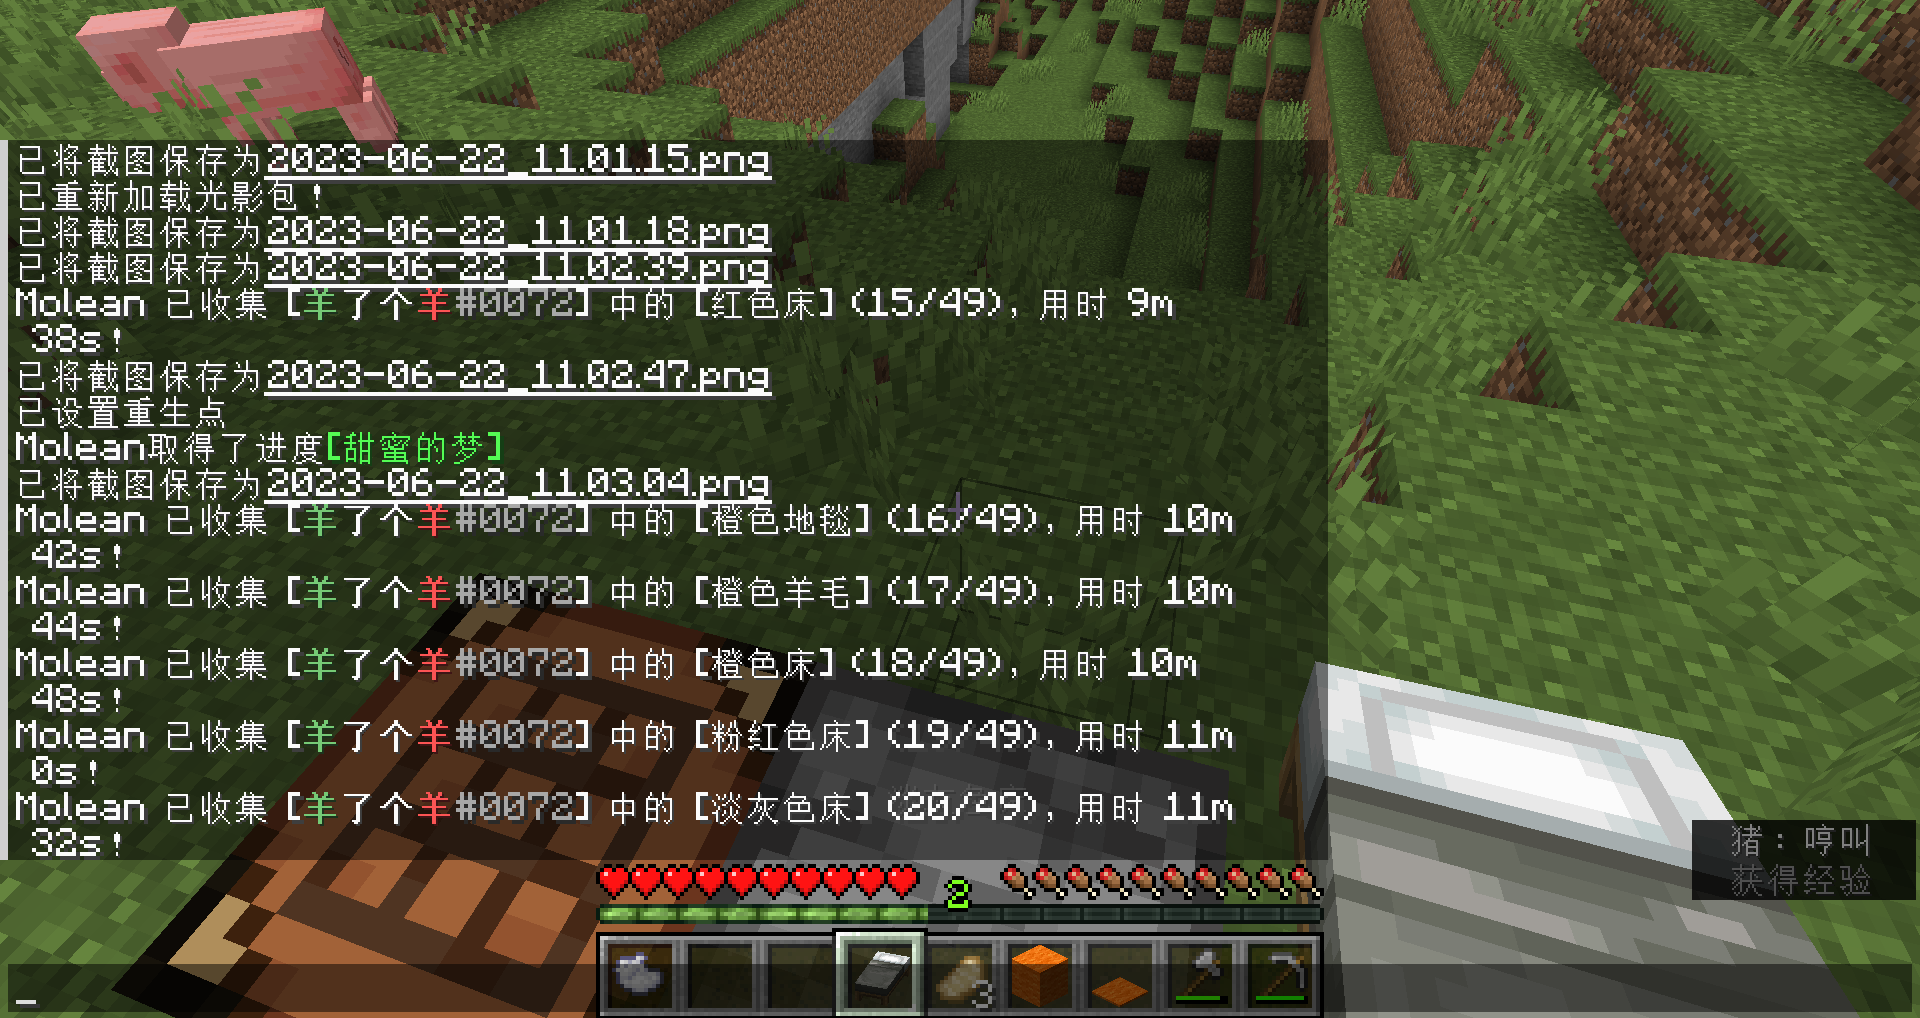 已将截图保存为2023-06-22_11.01.15.png
已重新加载光影包！
已将截图保存为2023-06-22_11.01.18.png
已将截图保存为2023-06-22_11.02.39.png
Molean 已收集 [羊了个羊#0072] 中的 [红色床] (15/49), 用时 9m
38s！
已将截图保存为2023-06-22_11.02.47.png
已设置重生点
Molean取得了进度[甜蜜的梦]
已将截图保存为2023-06-22_11.03.04.png
Molean 已收集 [羊了个羊#0072] 中的 [橙色地毯] (16/49), 用时 10m
42s！
Molean 已收集 [羊了个羊#0072] 中的 [橙色羊毛] (17/49), 用时 10m
44s！
Molean 已收集 [羊了个羊#0072] 中的 [橙色床] (18/49), 用时 10m
48s！
Molean 已收集 [羊了个羊#0072] 中的 [粉红色床] (19/49), 用时 11m
0s！
Molean 已收集 [羊了个羊#0072] 中的 [淡灰色床] (20/49), 用时 11m
32s！
猪：哼叫
获得经验
2
3
_